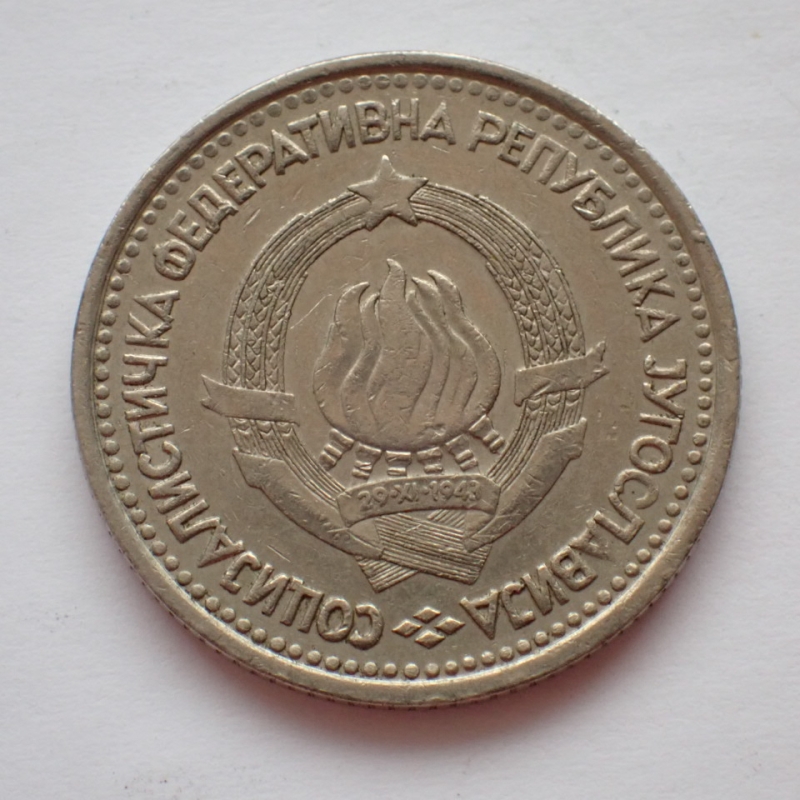 СОЦИЈАЛИСТИЧКА ФЕДЕРАТИВНА РЕПУБЛИКА ЈУГОСЛАВИЈА
29·XI·1943